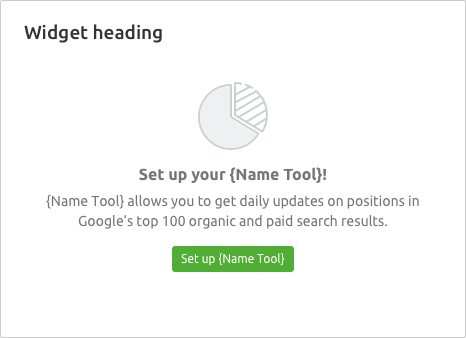 Widget heading
Set up your {Name Tool}!
{Name Tool} allows you to get daily updates on positions in
Google’s top 100 organic and paid search results.
Set up {Name Tool}